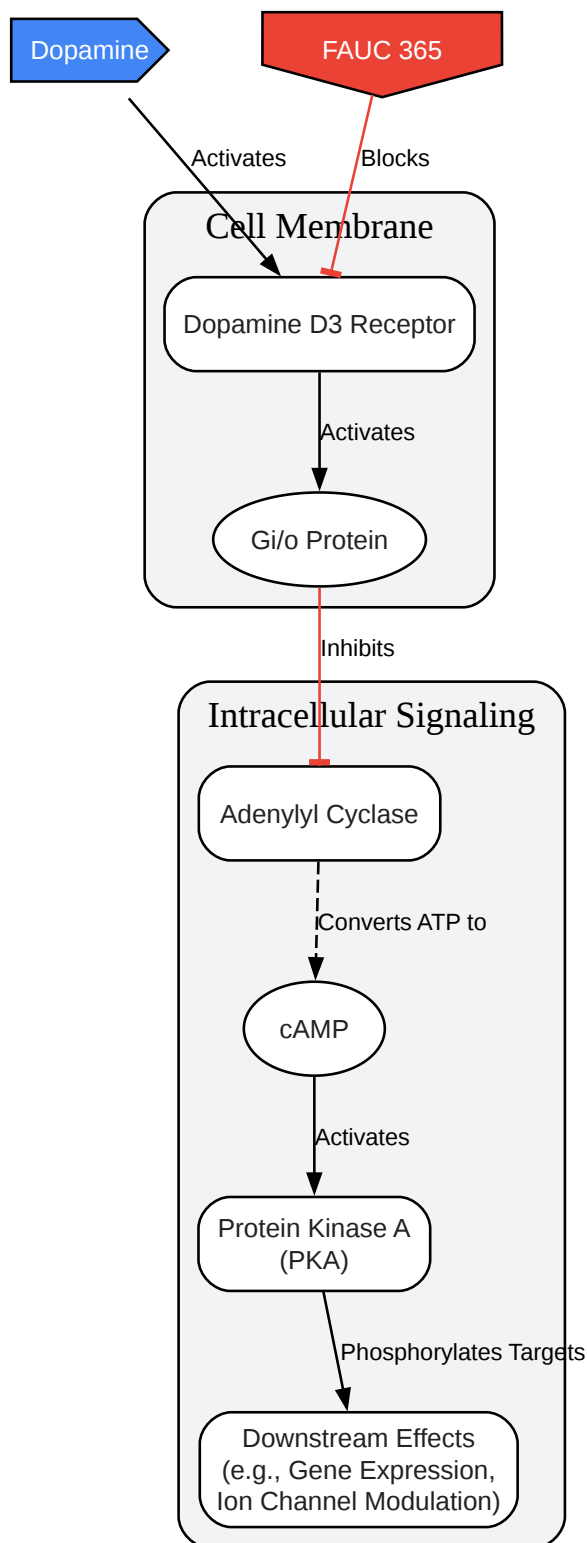 Dopamine
FAUC 365
Activates
Blocks
Cell Membrane
Dopamine D3 Receptor
Activates
Gi/o Protein
Inhibits
Intracellular Signaling
Adenylyl Cyclase
Converts ATP to
cAMP
Activates
Protein Kinase A
(PKA)
Phosphorylates Targets
Downstream Effects
(e.g., Gene Expression,
Ion Channel Modulation)